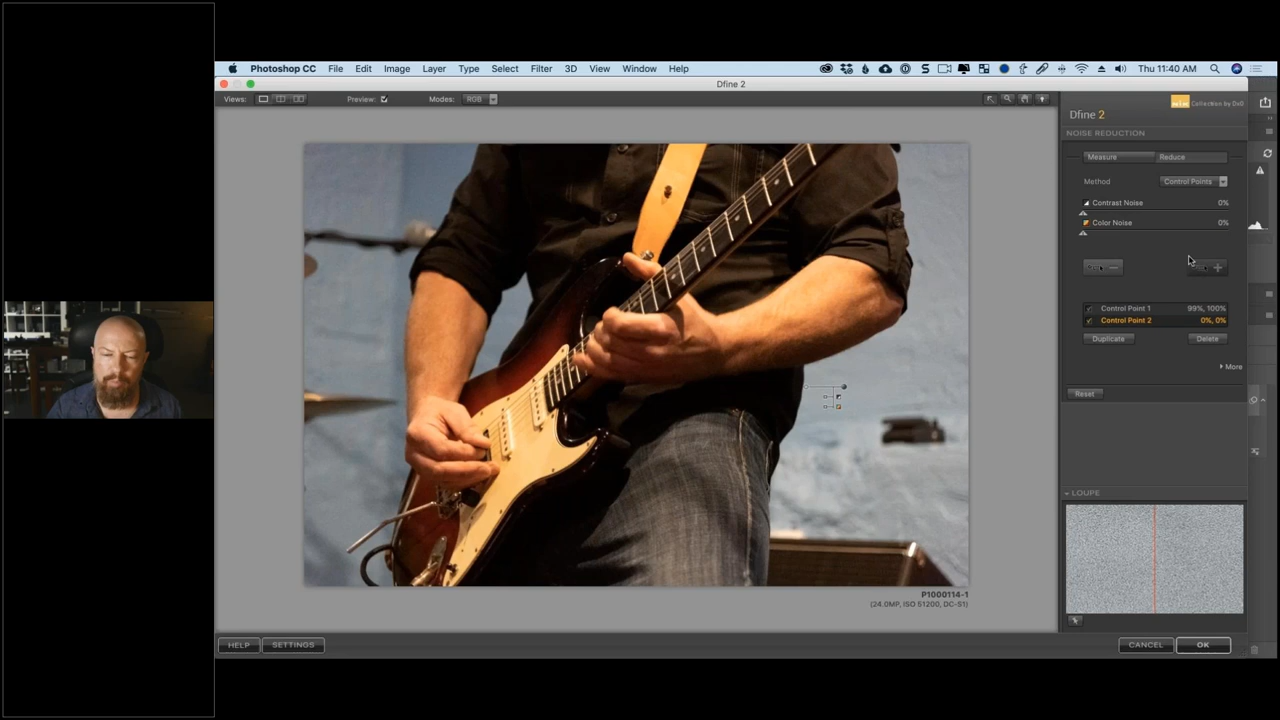 Photoshop CC File Edit Image Layer Type Select Filter 3D View Window Help Thu 11:40 AM
Dfine 2
Views: Preview: Modes: RGB
Collection by DxO
Dfine 2
NOISE REDUCTION
Measure Reduce
Method Control Points
Contrast Noise 0%
Color Noise 0%
Control Point 1 99%, 100%
Control Point 2 0%, 0%
Duplicate Delete
More
Reset
LOUPE
P1000114-1
(24.0MP, ISO 51200, DC-S1)
HELP SETTINGS CANCEL OK